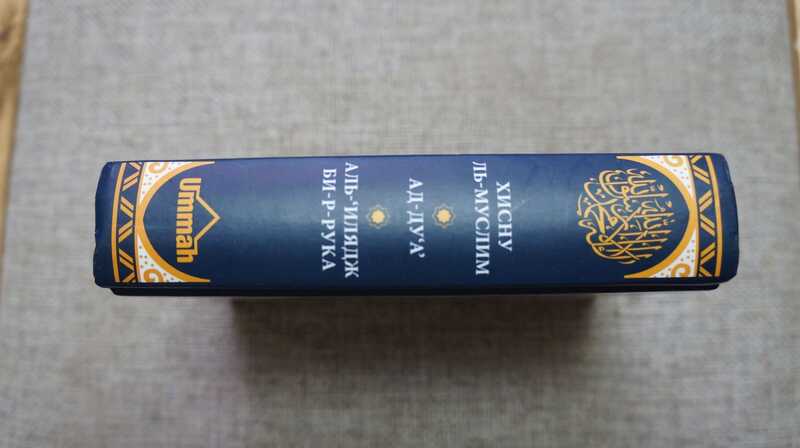 ХИСНУ
ЛЬ-МУСЛИМ
АД-ДУ‘А’
АЛЬ-‘ИЛЯДЖ
БИ-Р-РУКА
Ummah